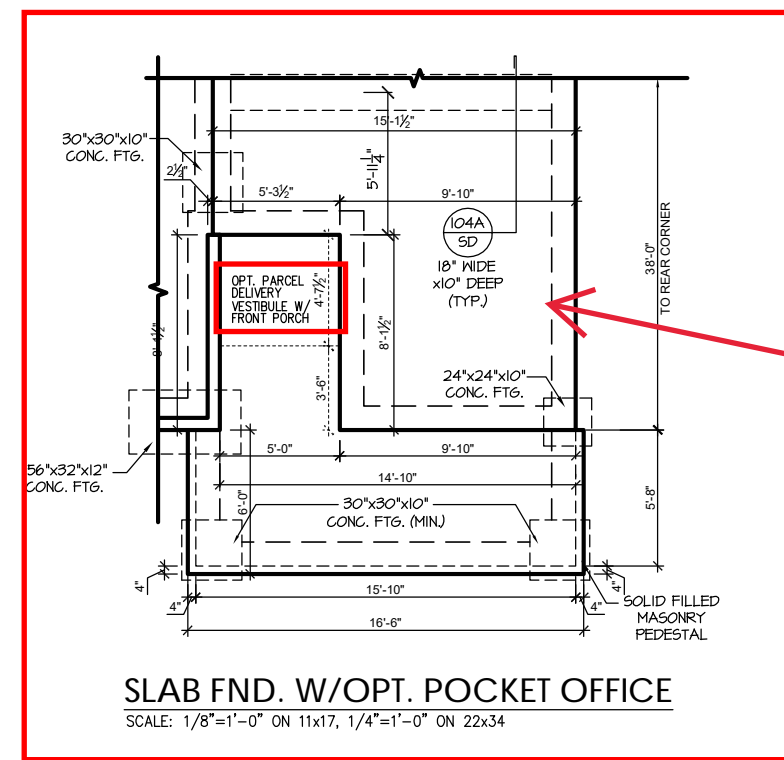 15'-1½"
30"x30"x10"
CONC. FTG.
2½"
5'-11¼"
5'-3½"
9'-10"
104A
SD
18" WIDE
x10" DEEP
(TYP.)
38'-0"
TO REAR CORNER
OPT. PARCEL
DELIVERY
VESTIBULE W/
FRONT PORCH
4'-7½"
8'-1½"
8'-1½"
3'-6"
24"x24"x10"
CONC. FTG.
5'-0"
9'-10"
56"x32"x12"
CONC. FTG.
14'-10"
6'-0"
30"x30"x10"
CONC. FTG. (MIN.)
5'-8"
4"
4"
15'-10"
4"
4"
SOLID FILLED
MASONRY
PEDESTAL
16'-6"
SLAB FND. W/OPT. POCKET OFFICE
SCALE: 1/8"=1'-0" ON 11x17, 1/4"=1'-0" ON 22x34